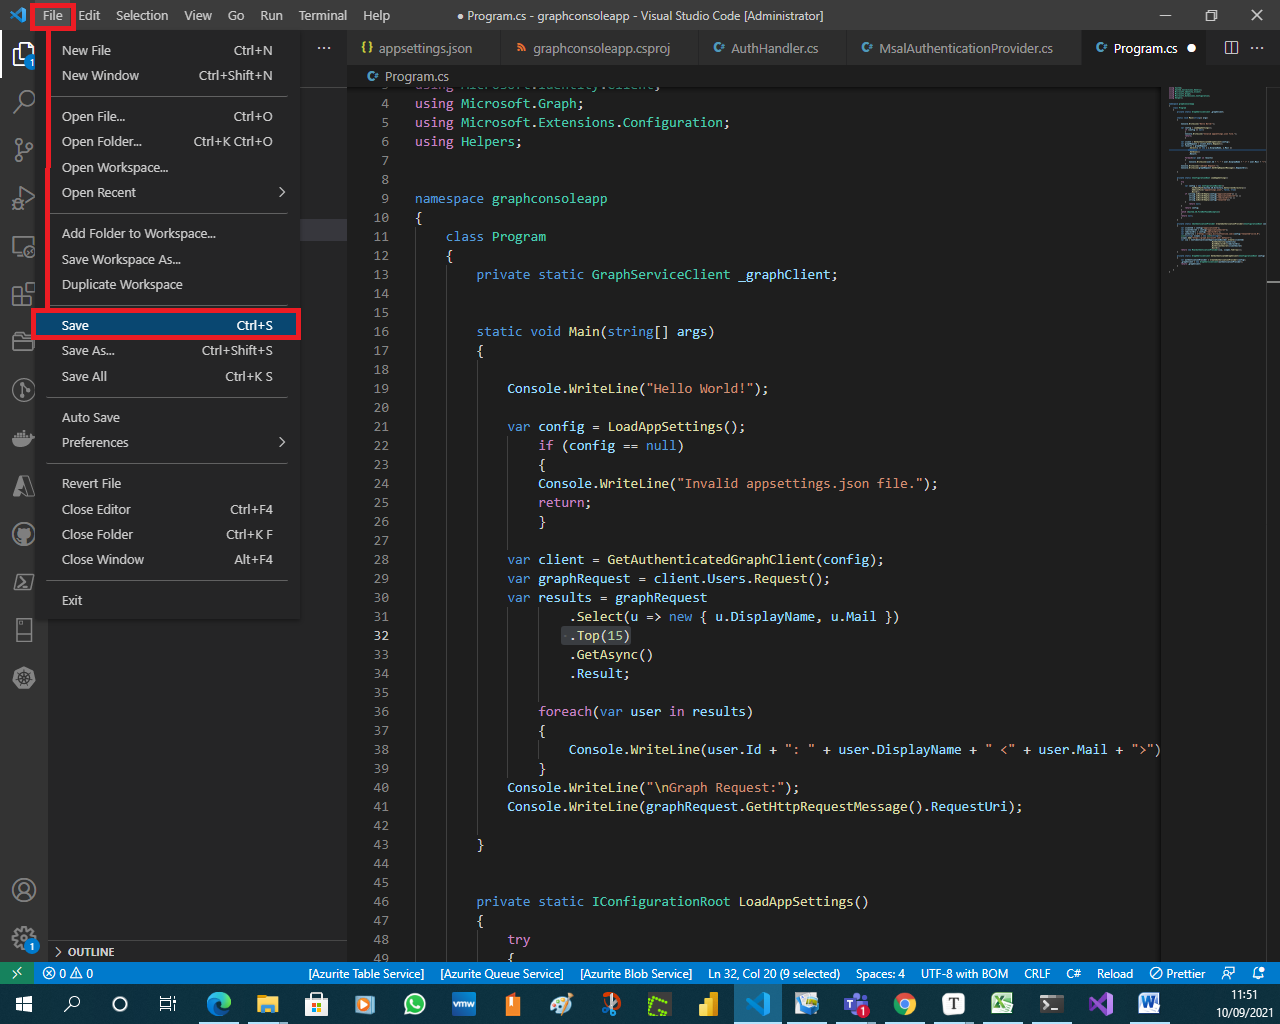 File Edit Selection View Go Run Terminal Help
● Program.cs - graphconsoleapp - Visual Studio Code [Administrator]
New File Ctrl+N
New Window Ctrl+Shift+N
Open File... Ctrl+O
Open Folder... Ctrl+K Ctrl+O
Open Workspace...
Open Recent
Add Folder to Workspace...
Save Workspace As...
Duplicate Workspace
Save Ctrl+S
Save As... Ctrl+Shift+S
Save All Ctrl+K S
Auto Save
Preferences
Revert File
Close Editor Ctrl+F4
Close Folder Ctrl+K F
Close Window Alt+F4
Exit
OUTLINE
appsettings.json graphconsoleapp.csproj AuthHandler.cs MsalAuthenticationProvider.cs Program.cs
Program.cs
3 using Microsoft.Identity.Client;
4 using Microsoft.Graph;
5 using Microsoft.Extensions.Configuration;
6 using Helpers;
7
8
9 namespace graphconsoleapp
10 {
11 class Program
12 {
13 private static GraphServiceClient _graphClient;
14
15
16 static void Main(string[] args)
17 {
18
19 Console.WriteLine("Hello World!");
20
21 var config = LoadAppSettings();
22 if (config == null)
23 {
24 Console.WriteLine("Invalid appsettings.json file.");
25 return;
26 }
27
28 var client = GetAuthenticatedGraphClient(config);
29 var graphRequest = client.Users.Request();
30 var results = graphRequest
31 .Select(u => new { u.DisplayName, u.Mail })
32 .Top(15)
33 .GetAsync()
34 .Result;
35
36 foreach(var user in results)
37 {
38 Console.WriteLine(user.Id + ": " + user.DisplayName + " <" + user.Mail + ">")
39 }
40 Console.WriteLine("\nGraph Request:");
41 Console.WriteLine(graphRequest.GetHttpRequestMessage().RequestUri);
42
43 }
44
45
46 private static IConfigurationRoot LoadAppSettings()
47 {
48 try
49 {
0 0 [Azurite Table Service] [Azurite Queue Service] [Azurite Blob Service] Ln 32, Col 20 (9 selected) Spaces: 4 UTF-8 with BOM CRLF C# Reload Prettier
11:51
10/09/2021